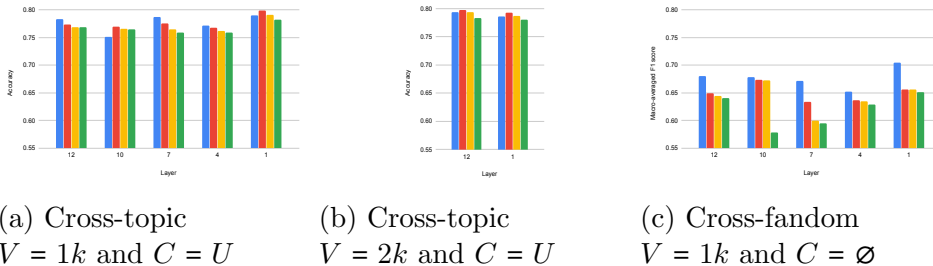 0.80
0.75
0.70
0.65
0.60
0.55
Accuracy
12 10 7 4 1
Layer
0.80
0.75
0.70
0.65
0.60
0.55
Accuracy
12 1
Layer
0.80
0.75
0.70
0.65
0.60
0.55
Macro-averaged F1 score
12 10 7 4 1
Layer
(a) Cross-topic
V = 1k and C = U
(b) Cross-topic
V = 2k and C = U
(c) Cross-fandom
V = 1k and C = ∅